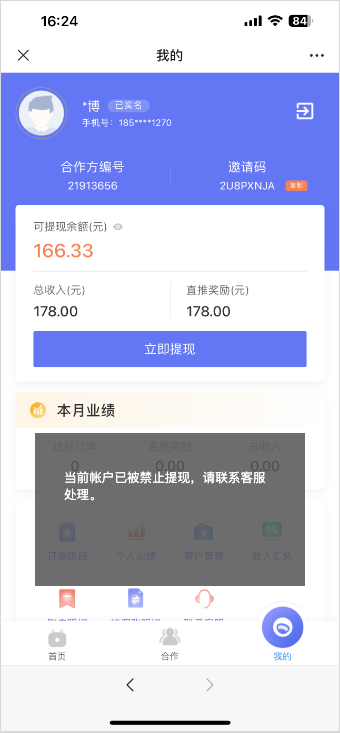 16:24
84
我的
*博 已实名
手机号：185****1270
合作方编号 邀请码
21913656 2U8PXNJA 复制
可提现余额(元)
166.33
总收入(元) 直推奖励(元)
178.00 178.00
立即提现
本月业绩
达标订单 直推奖励 总收入
0 0.00 0.00
当前帐户已被禁止提现，请联系客服
处理。
订单明细 个人业绩 客户管理 收入汇总
首页 合作 我的